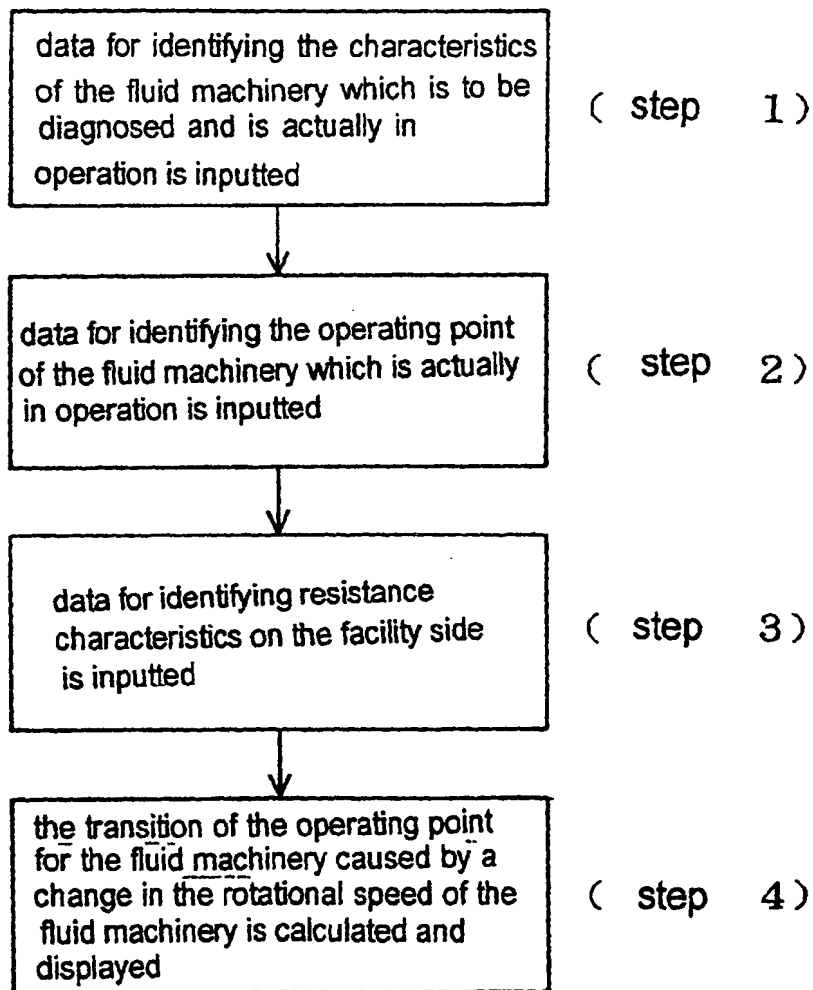 data for identifying the characteristics
of the fluid machinery which is to be
diagnosed and is actually in
operation is inputted
( step 1 )
data for identifying the operating point
of the fluid machinery which is actually
in operation is inputted
( step 2 )
data for identifying resistance
characteristics on the facility side
is inputted
( step 3 )
the transition of the operating point
for the fluid machinery caused by a
change in the rotational speed of the
fluid machinery is calculated and
displayed
( step 4 )